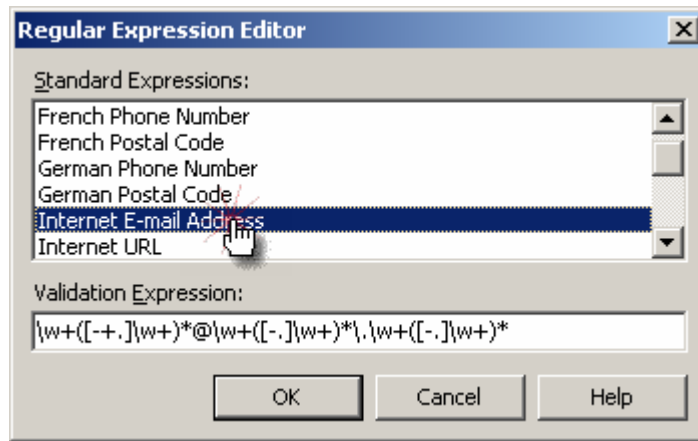 Regular Expression Editor
Standard Expressions:
French Phone Number
French Postal Code
German Phone Number
German Postal Code
Internet E-mail Address
Internet URL
Validation Expression:
\w+([-+.]\w+)*@\w+([-.]\w+)*\.\w+([-.]\w+)*
OK Cancel Help